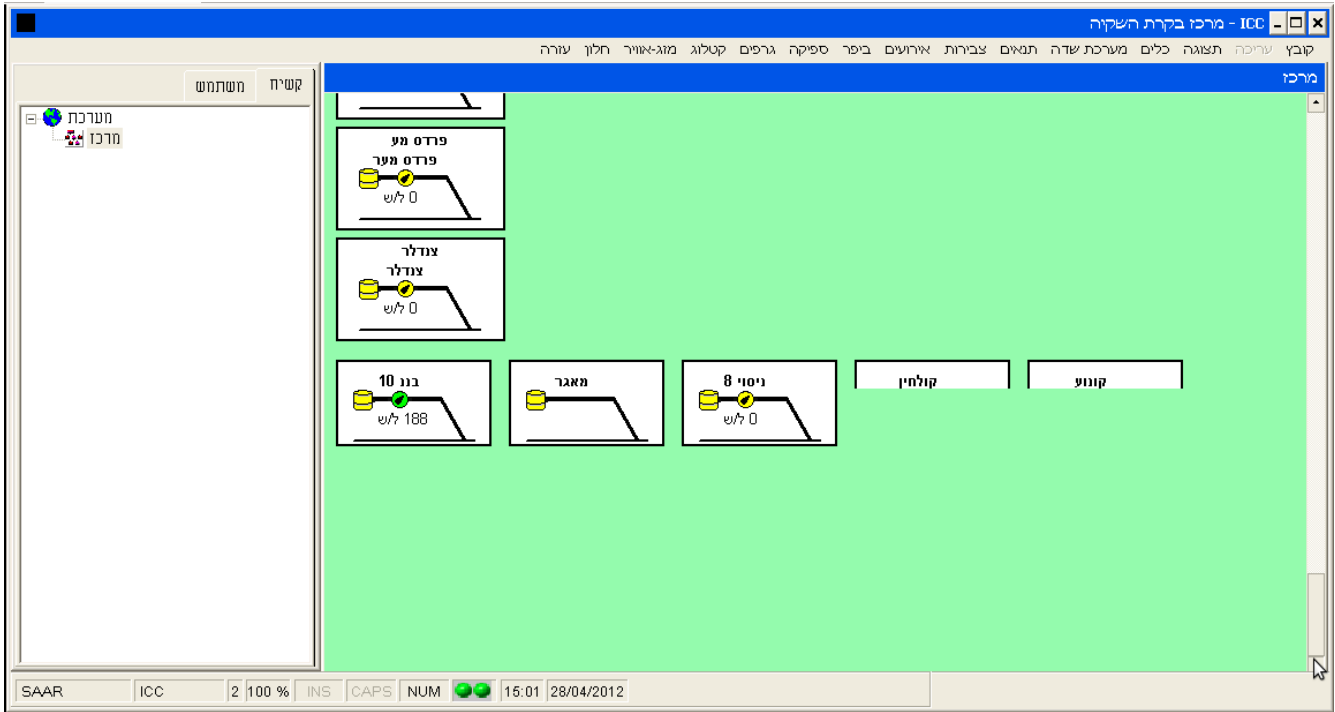 ICC - מרכז בקרת השקיה
קובץ עריכה תצוגה כלים מערכת שדה תנאים צבירות אירועים ביפר ספיקה גרפים קטלוג מזג-אוויר חלון עזרה
מרכז
קשיח משתמש
מערכת
מרכז
פרדס מע
פרדס מער
0 ל/ש
צנדלר
צנדלר
0 ל/ש
בננ 10
188 ל/ש
מאגר
ניסוי 8
0 ל/ש
קולחין
קונוע
SAAR ICC 2 100 % INS CAPS NUM 15:01 28/04/2012